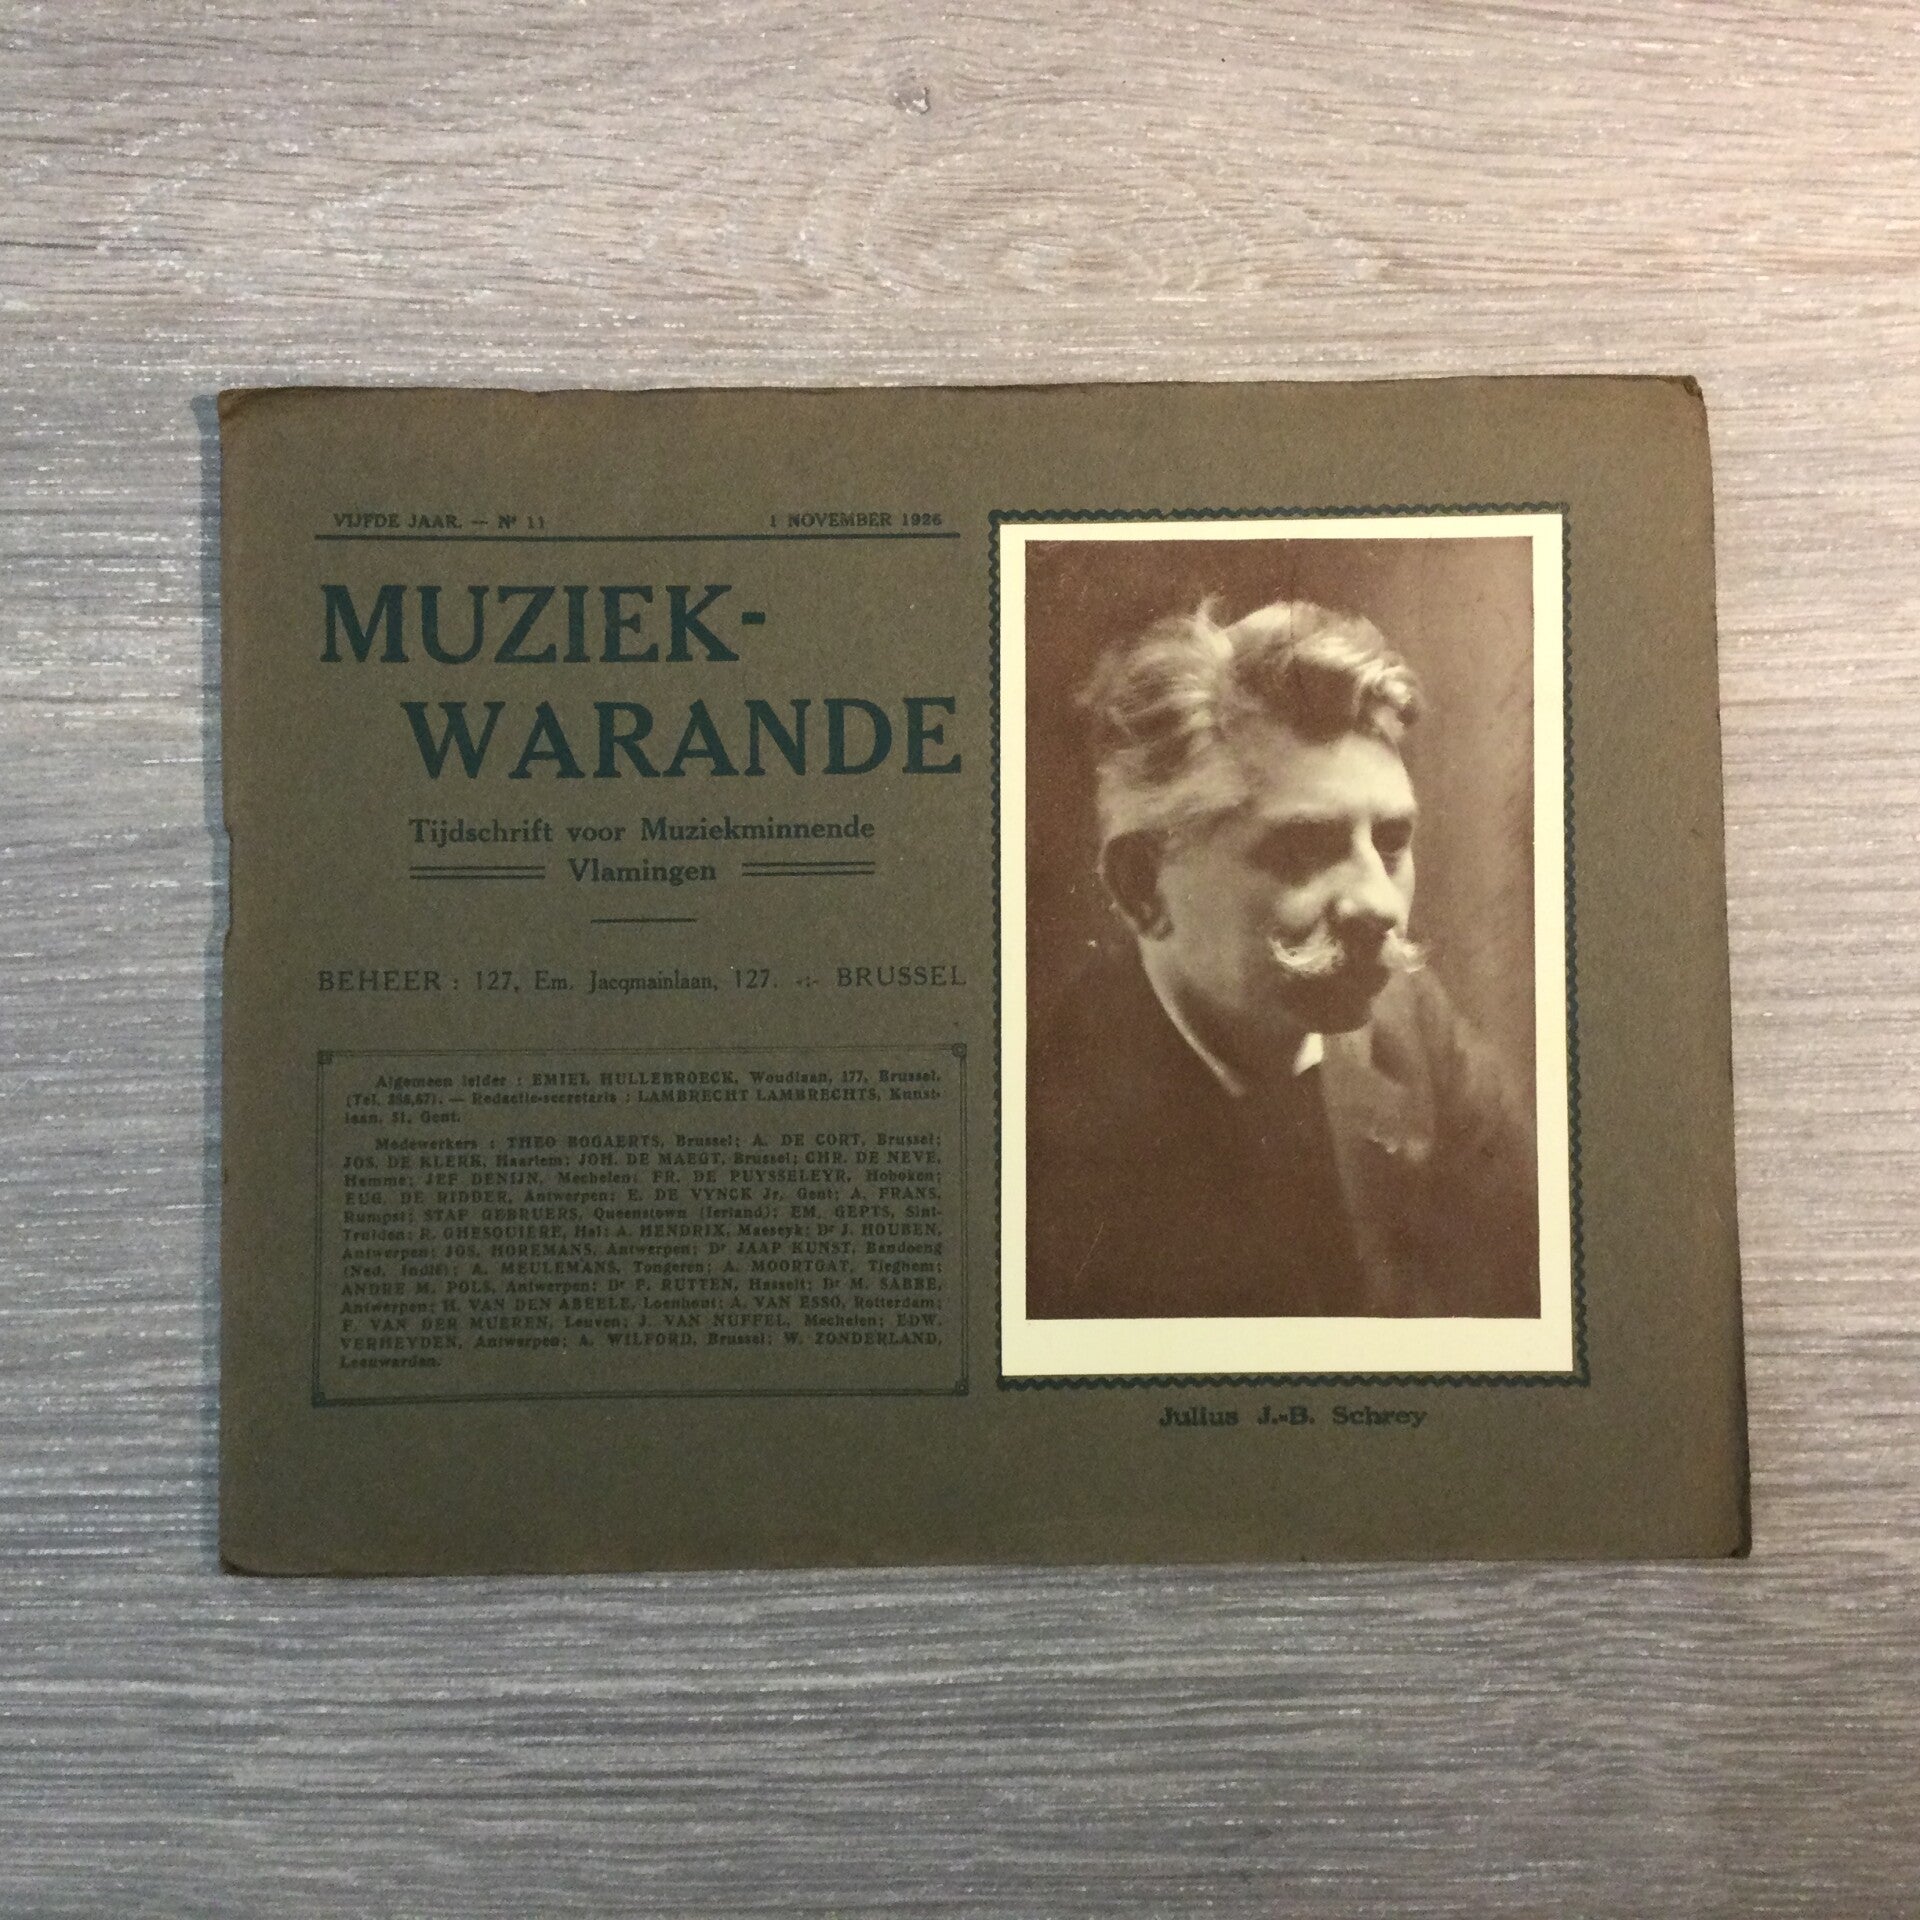 VIJFDE JAAR. — Nr 11
1 NOVEMBER 1926
MUZIEK-
WARANDE
Tijdschrift voor Muziekminnende
Vlamingen
BEHEER : 127, Em. Jacqmainlaan, 127. -:- BRUSSEL
Algemeen leider : EMIEL HULLEBROECK, Woudlaan, 177, Brussel.
(Tel. 388,67). — Redactie-secretaris : LAMBRECHT LAMBRECHTS, Kunst-
laan, 51, Gent.
Medewerkers : THEO BOGAERTS, Brussel; A. DE CORT, Brussel;
JOS. DE KLERK, Haarlem; JOH. DE MAEGT, Brussel; CHR. DE NEVE,
Hamme; JEF DENIJN, Mechelen; FR. DE PUYSSELEYR, Hoboken;
EUG. DE RIDDER, Antwerpen; E. DE VYNCK Jr, Gent; A. FRANS,
Rumpst; STAF GEBRUERS, Queenstown (Ierland); EM. GEPTS, Sint-
Truiden; R. GHESQUIERE, Hal; A. HENDRIX, Maeseyk; Dr J. HOUBEN,
Antwerpen; JOS. HOREMANS, Antwerpen; Dr JAAP KUNST, Bandoeng
(Ned. Indië); A. MEULEMANS, Tongeren; A. MOORTGAT, Tieghem;
ANDRE M. POLS, Antwerpen; Dr P. RUTTEN, Hasselt; Dr M. SABBE,
Antwerpen; H. VAN DEN ABEELE, Loenhout; A. VAN ESSO, Rotterdam;
F. VAN DER MUEREN, Leuven; J. VAN NUFFEL, Mechelen; EDW.
VERHEYDEN, Antwerpen; A. WILFORD, Brussel; W. ZONDERLAND,
Leeuwarden.
Julius J.-B. Schrey